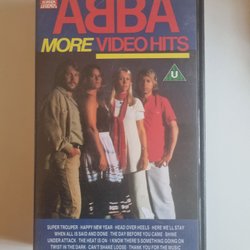 ABBA
MORE VIDEO HITS
U
SUPER TROUPER · HAPPY NEW YEAR · HEAD OVER HEELS · HERE WE'LL STAY
WHEN ALL IS SAID AND DONE · THE DAY BEFORE YOU CAME · SHINE
UNDER ATTACK · THE HEAT IS ON · I KNOW THERE'S SOMETHING GOING ON
TWIST IN THE DARK · CAN'T SHAKE LOOSE · THANK YOU FOR THE MUSIC